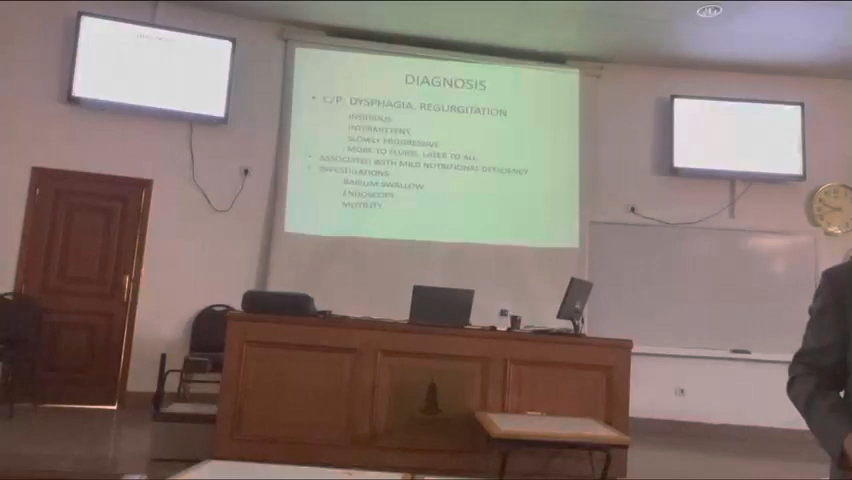 DIAGNOSIS
• C/P: DYSPHAGIA, REGURGITATION
INSIDIOUS
INTERMITTENT
SLOWLY PROGRESSIVE
MORE TO FLUIDS, LATER TO ALL
• ASSOCIATED WITH MILD NUTRITIONAL DEFICIENCY
• INVESTIGATIONS
BARIUM SWALLOW
ENDOSCOPY
MOTILITY